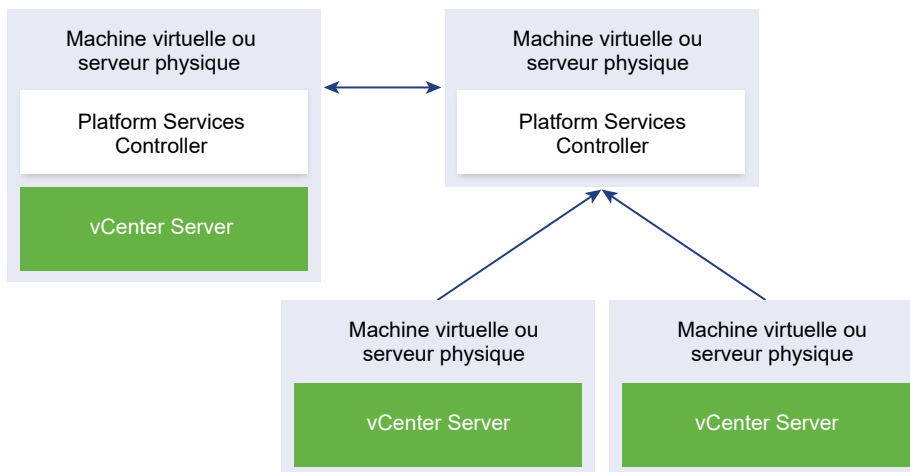 Machine virtuelle ou
serveur physique
Platform Services
Controller
vCenter Server
Machine virtuelle ou
serveur physique
Platform Services
Controller
Machine virtuelle ou
serveur physique
vCenter Server
Machine virtuelle ou
serveur physique
vCenter Server